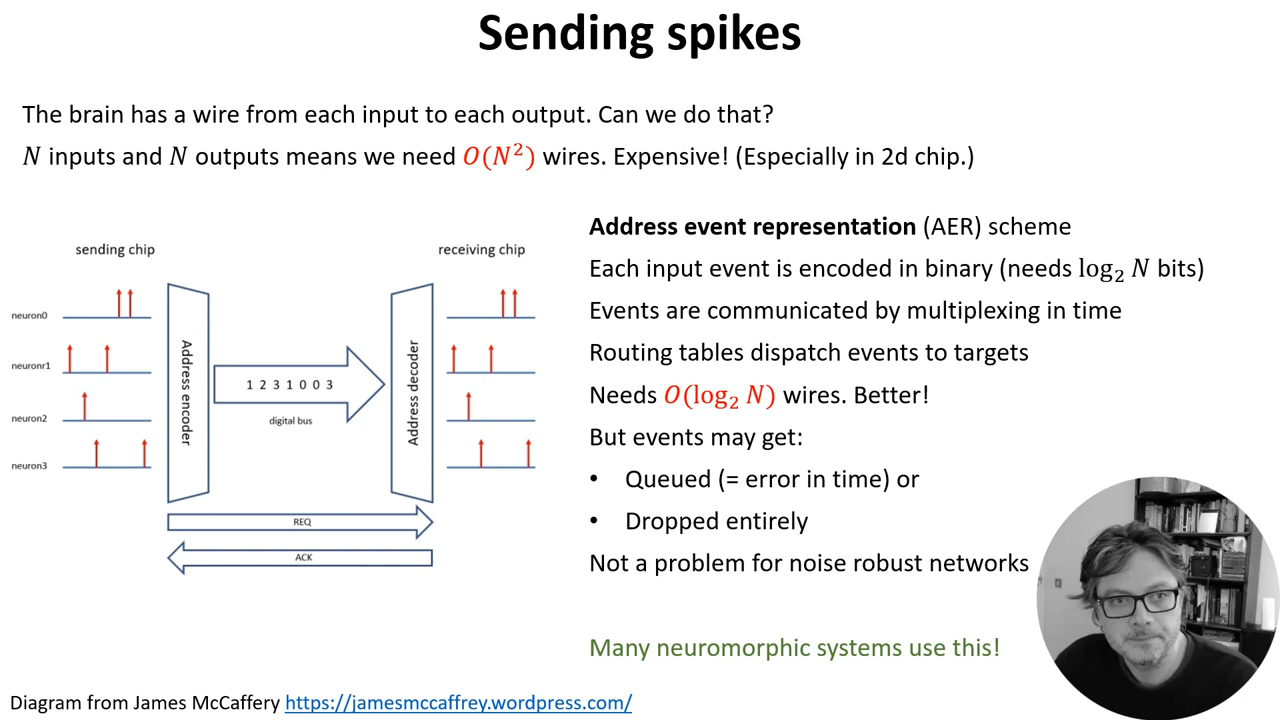 Sending spikes
The brain has a wire from each input to each output. Can we do that?
N inputs and N outputs means we need O(N²) wires. Expensive! (Especially in 2d chip.)
sending chip
receiving chip
neuron0
neuronr1
neuron2
neuron3
Address encoder
1 2 3 1 0 0 3
digital bus
Address decoder
REQ
ACK
Address event representation (AER) scheme
Each input event is encoded in binary (needs log₂ N bits)
Events are communicated by multiplexing in time
Routing tables dispatch events to targets
Needs O(log₂ N) wires. Better!
But events may get:
• Queued (= error in time) or
• Dropped entirely
Not a problem for noise robust networks
Many neuromorphic systems use this!
Diagram from James McCaffery https://jamesmccaffrey.wordpress.com/